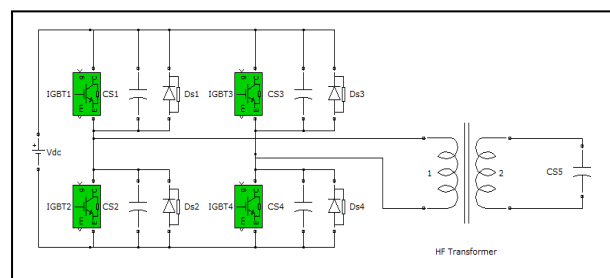 IGBT1 g C E CS1 Ds1 IGBT3 g C E CS3 Ds3
+ Vdc
1 2 CS5
IGBT2 g C E CS2 Ds2 IGBT4 g C E CS4 Ds4
HF Transformer